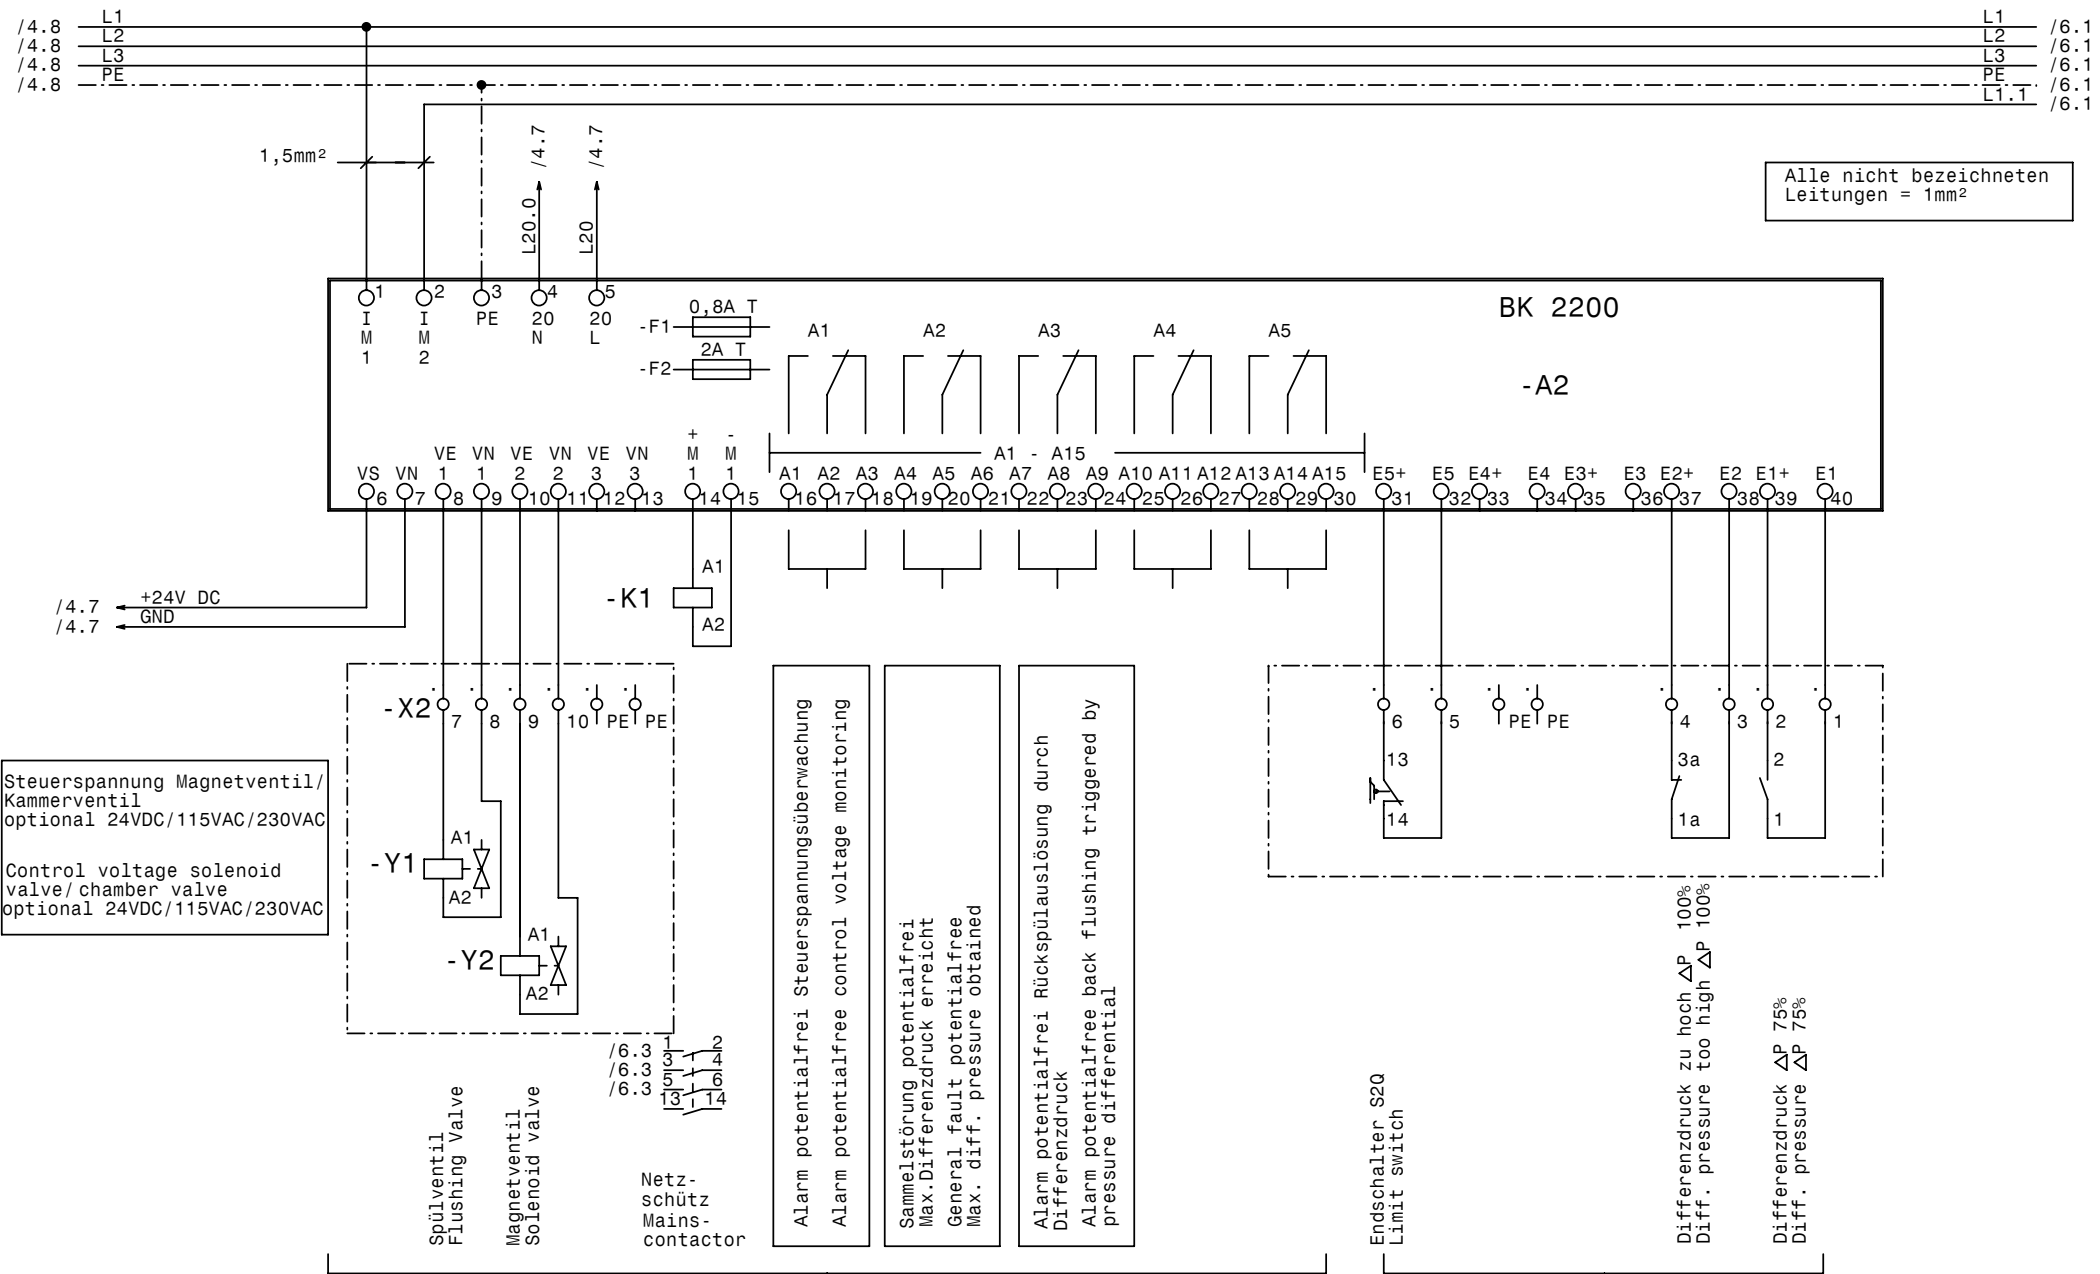 /4.8 L1 L1 /6.1
/4.8 L2 L2 /6.1
/4.8 L3 L3 /6.1
/4.8 PE PE /6.1
L1.1 /6.1
1,5mm²
L20.0 /4.7
L20 /4.7
Alle nicht bezeichneten
Leitungen = 1mm²
1 2 3 4 5
I I PE 20 20
M M N L
1 2
-F1 0,8A T
-F2 2A T
A1 A2 A3 A4 A5
BK 2200
-A2
+ -
M M
1 1
A1 - A15
VE VN VE VN VE VN
VS VN 1 1 2 2 3 3
A1 A2 A3 A4 A5 A6 A7 A8 A9 A10 A11 A12 A13 A14 A15
E5+ E5 E4+ E4 E3+ E3 E2+ E2 E1+ E1
6 7 8 9 10 11 12 13 14 15 16 17 18 19 20 21 22 23 24 25 26 27 28 29 30 31 32 33 34 35 36 37 38 39 40
/4.7 +24V DC
/4.7 GND
-K1
A1
A2
-X2 7 8 9 10 PE PE
6 5 PE PE 4 3 2 1
13
14
3a
1a
2
1
Steuerspannung Magnetventil/
Kammerventil
optional 24VDC/115VAC/230VAC
Control voltage solenoid
valve/chamber valve
optional 24VDC/115VAC/230VAC
-Y1
A1
A2
-Y2
A1
A2
/6.3 1 2
/6.3 3 4
/6.3 5 6
13 14
Spülventil
Flushing Valve
Magnetventil
Solenoid valve
Netz-
schütz
Mains-
contactor
Alarm potentialfrei Steuerspannungsüberwachung
Alarm potentialfree control voltage monitoring
Sammelstörung potentialfrei
Max.Differenzdruck erreicht
General fault potentialfree
Max. diff. pressure obtained
Alarm potentialfrei Rückspülauslösung durch
Differenzdruck
Alarm potentialfree back flushing triggered by
pressure differential
Endschalter S2Q
Limit switch
Differenzdruck zu hoch △P 100%
Diff. pressure too high △P 100%
Differenzdruck △P 75%
Diff. pressure △P 75%